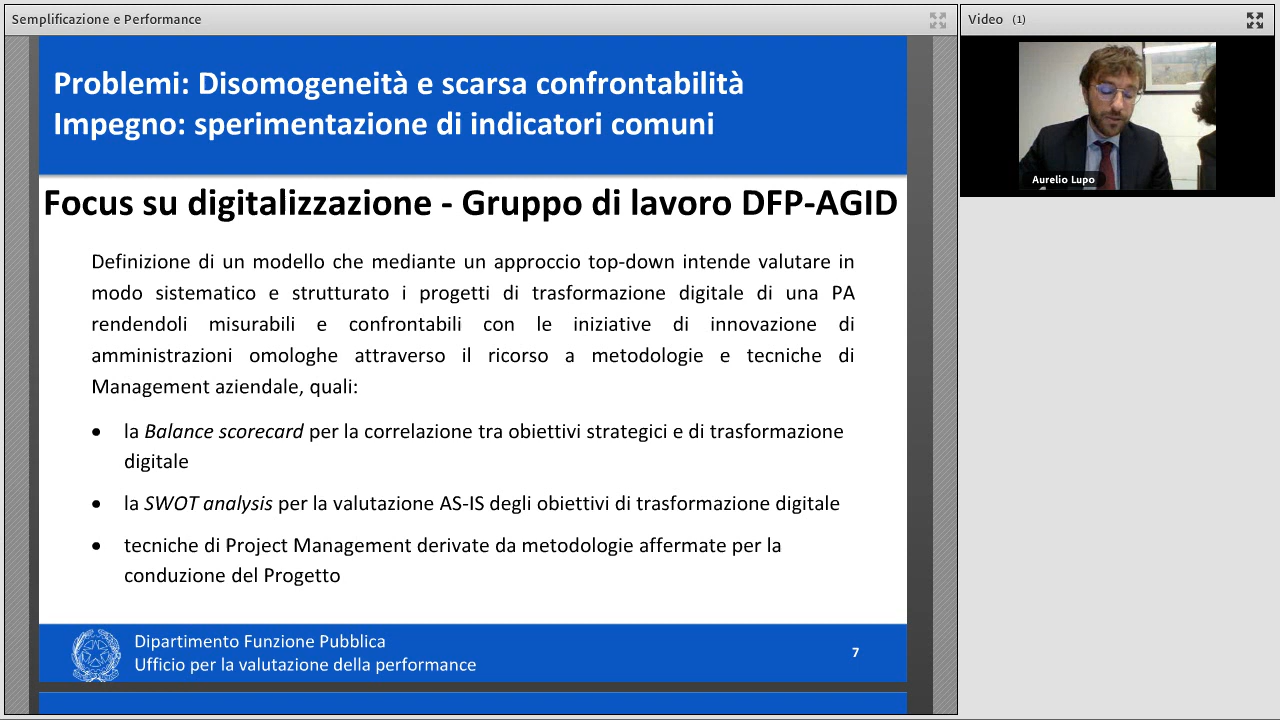 Semplificazione e Performance
Video (1)
Problemi: Disomogeneità e scarsa confrontabilità
Impegno: sperimentazione di indicatori comuni
Aurelio Lupo
Focus su digitalizzazione - Gruppo di lavoro DFP-AGID
Definizione di un modello che mediante un approccio top-down intende valutare in
modo sistematico e strutturato i progetti di trasformazione digitale di una PA
rendendoli misurabili e confrontabili con le iniziative di innovazione di
amministrazioni omologhe attraverso il ricorso a metodologie e tecniche di
Management aziendale, quali:
• la Balance scorecard per la correlazione tra obiettivi strategici e di trasformazione
digitale
• la SWOT analysis per la valutazione AS-IS degli obiettivi di trasformazione digitale
• tecniche di Project Management derivate da metodologie affermate per la
conduzione del Progetto
Dipartimento Funzione Pubblica
Ufficio per la valutazione della performance
7